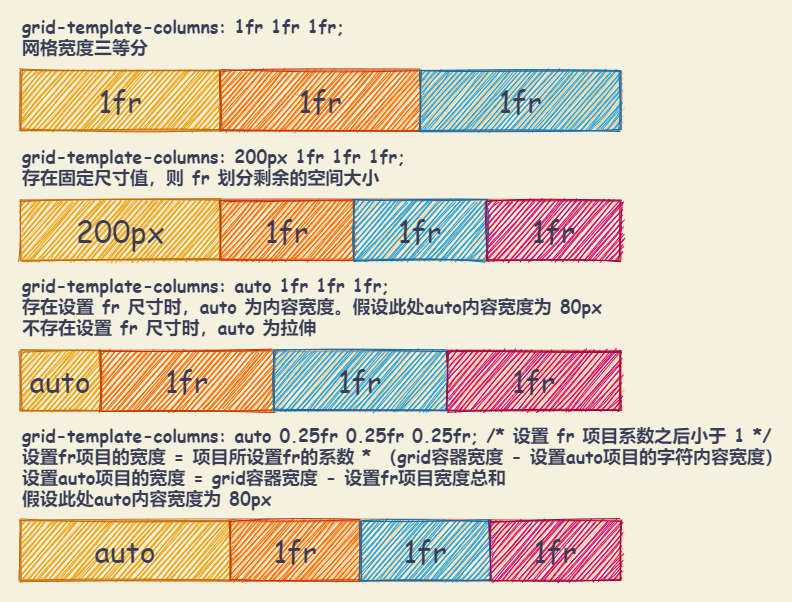 grid-template-columns: 1fr 1fr 1fr;
网格宽度三等分
1fr 1fr 1fr
grid-template-columns: 200px 1fr 1fr 1fr;
存在固定尺寸值，则 fr 划分剩余的空间大小
200px 1fr 1fr 1fr
grid-template-columns: auto 1fr 1fr 1fr;
存在设置 fr 尺寸时，auto 为内容宽度。假设此处auto内容宽度为 80px
不存在设置 fr 尺寸时，auto 为拉伸
auto 1fr 1fr 1fr
grid-template-columns: auto 0.25fr 0.25fr 0.25fr; /* 设置 fr 项目系数之后小于 1 */
设置fr项目的宽度 = 项目所设置fr的系数 * （grid容器宽度 - 设置auto项目的字符内容宽度）
设置auto项目的宽度 = grid容器宽度 - 设置fr项目宽度总和
假设此处auto内容宽度为 80px
auto 1fr 1fr 1fr